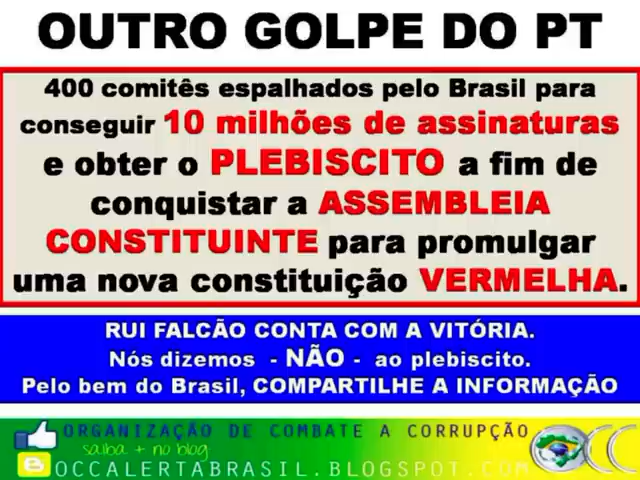 OUTRO GOLPE DO PT
400 comitês espalhados pelo Brasil para
conseguir 10 milhões de assinaturas
e obter o PLEBISCITO a fim de
conquistar a ASSEMBLEIA
CONSTITUINTE para promulgar
uma nova constituição VERMELHA.
RUI FALCÃO CONTA COM A VITÓRIA.
Nós dizemos - NÃO - ao plebiscito.
Pelo bem do Brasil, COMPARTILHE A INFORMAÇÃO
ORGANIZAÇÃO DE COMBATE A CORRUPÇÃO
saiba + no blog
OCCALERTABRASIL.BLOGSPOT.COM
OCC